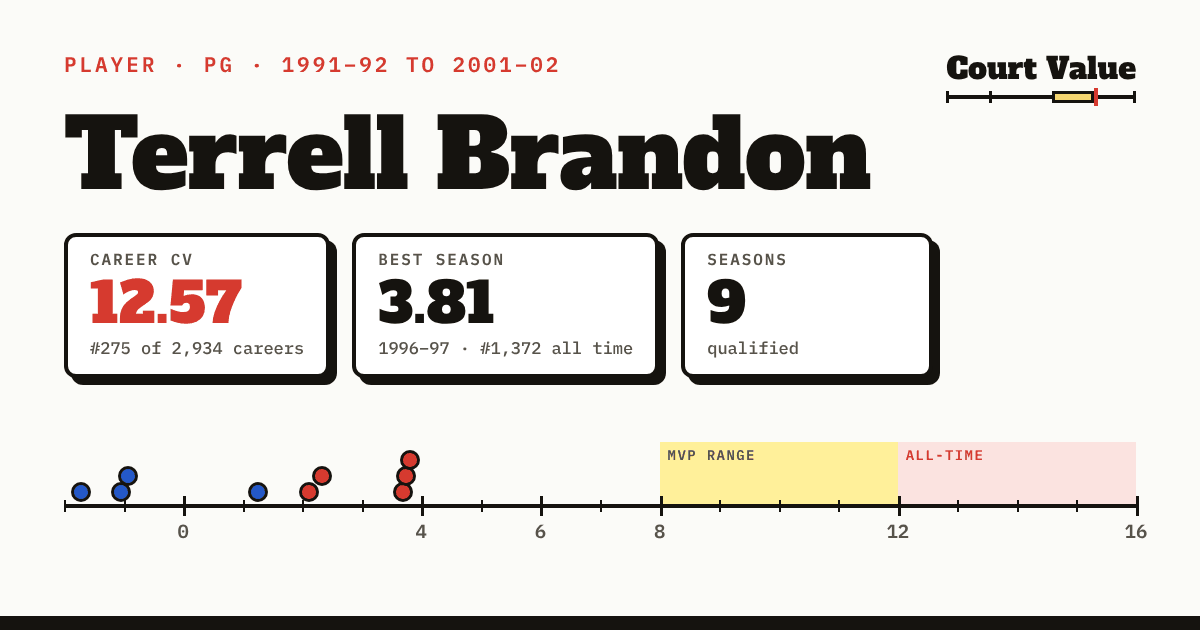 PLAYER · PG · 1991–92 TO 2001–02
Court Value
Terrell Brandon
CAREER CV
12.57
#275 of 2,934 careers
BEST SEASON
3.81
1996–97 · #1,372 all time
SEASONS
9
qualified
MVP RANGE
ALL-TIME
0 4 6 8 12 16